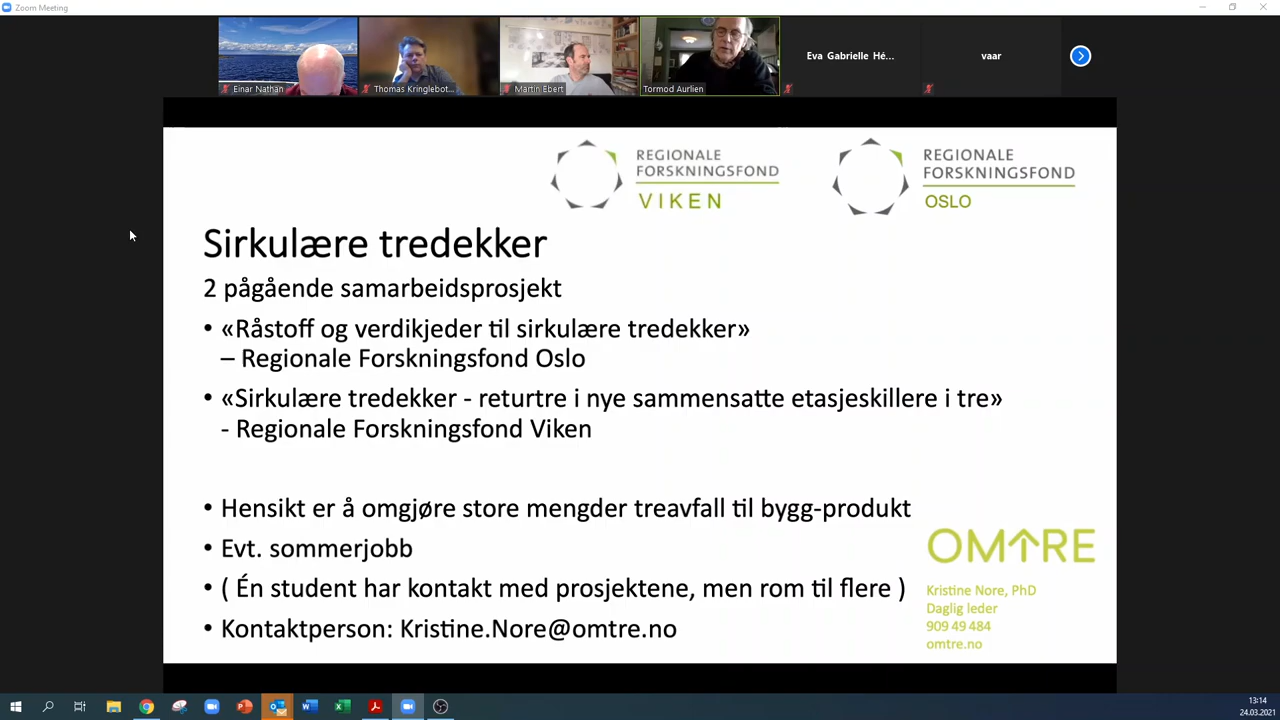 Zoom Meeting
Einar Nathan
Thomas Kringlebot...
Martin Ebert
Tormod Aurlien
Eva Gabrielle Hé...
vaar
REGIONALE
FORSKNINGSFOND
VIKEN
REGIONALE
FORSKNINGSFOND
OSLO
Sirkulære tredekker
2 pågående samarbeidsprosjekt
• «Råstoff og verdikjeder til sirkulære tredekker»
– Regionale Forskningsfond Oslo
• «Sirkulære tredekker - returtre i nye sammensatte etasjeskillere i tre»
- Regionale Forskningsfond Viken
• Hensikt er å omgjøre store mengder treavfall til bygg-produkt
• Evt. sommerjobb
• ( Én student har kontakt med prosjektene, men rom til flere )
• Kontaktperson: Kristine.Nore@omtre.no
OMTRE
Kristine Nore, PhD
Daglig leder
909 49 484
omtre.no
13:14
24.03.2021